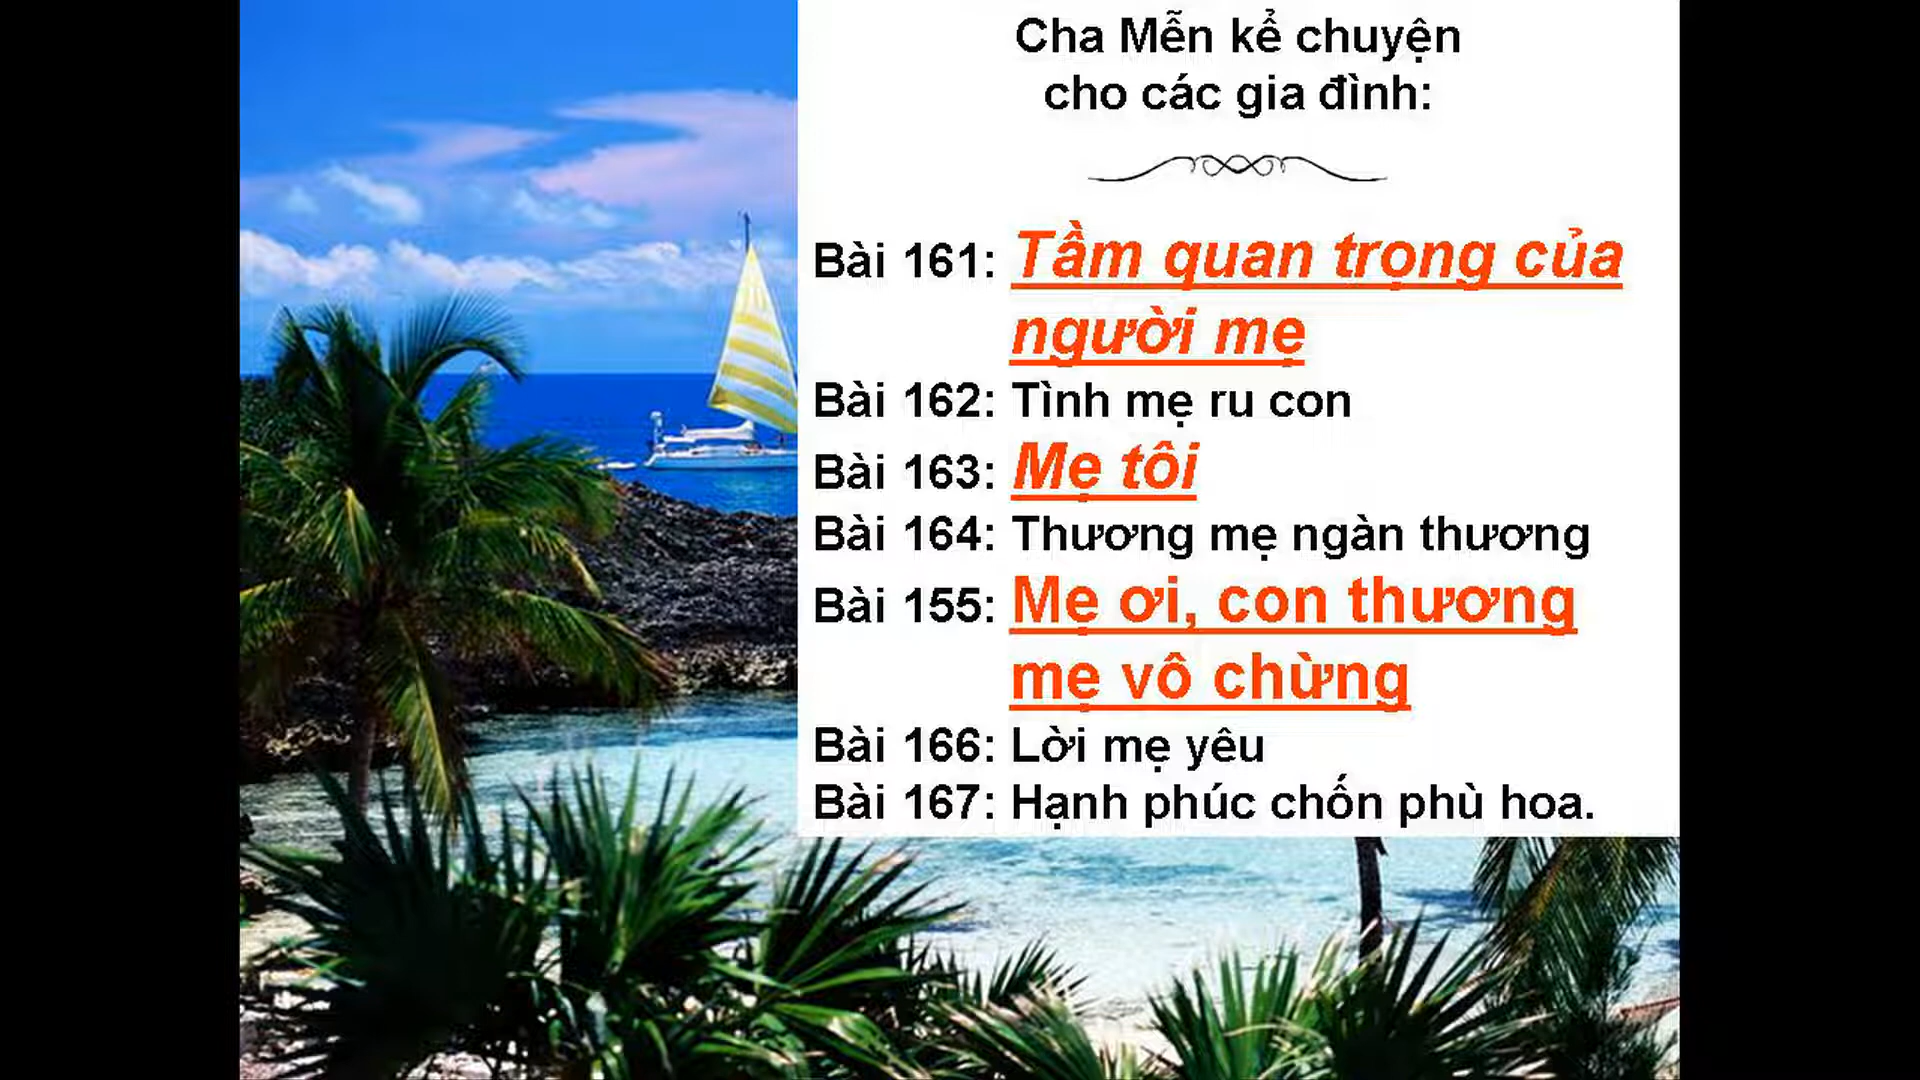 Cha Mẫn kể chuyện
cho các gia đình:
Bài 161: Tầm quan trọng của
người mẹ
Bài 162: Tình mẹ ru con
Bài 163: Mẹ tôi
Bài 164: Thương mẹ ngàn thương
Bài 155: Mẹ ơi, con thương
mẹ vô chừng
Bài 166: Lời mẹ yêu
Bài 167: Hạnh phúc chốn phù hoa.